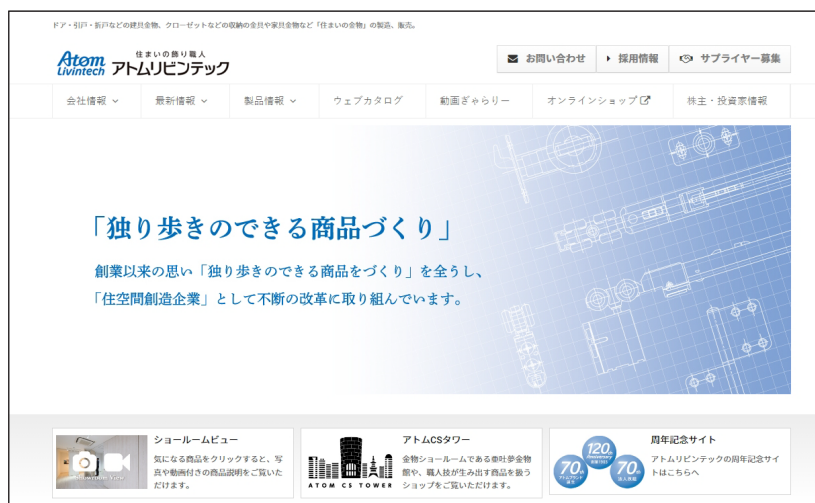 ドア・引戸・折戸などの建具金物、クローゼットなどの収納の金具や家具金物など「住まいの金物」の製造、販売。
Atom
Livintech
住まいの飾り職人
アトムリビンテック
お問い合わせ
採用情報
サプライヤー募集
会社情報
最新情報
製品情報
ウェブカタログ
動画ぎゃらりー
オンラインショップ
株主・投資家情報
「独り歩きのできる商品づくり」
創業以来の思い「独り歩きのできる商品をづくり」を全うし、
「住空間創造企業」として不断の改革に取り組んでいます。
Showroom View
ショールームビュー
気になる商品をクリックすると、写
真や動画付きの商品説明をご覧いた
だけます。
ATOM CS TOWER
アトムCSタワー
金物ショールームである亜吐夢金物
館や、職人技が生み出す商品を扱う
ショップをご覧いただけます。
120th
Anniversary
70th
70th
周年記念サイト
アトムリビンテックの周年記念サイ
トはこちらへ